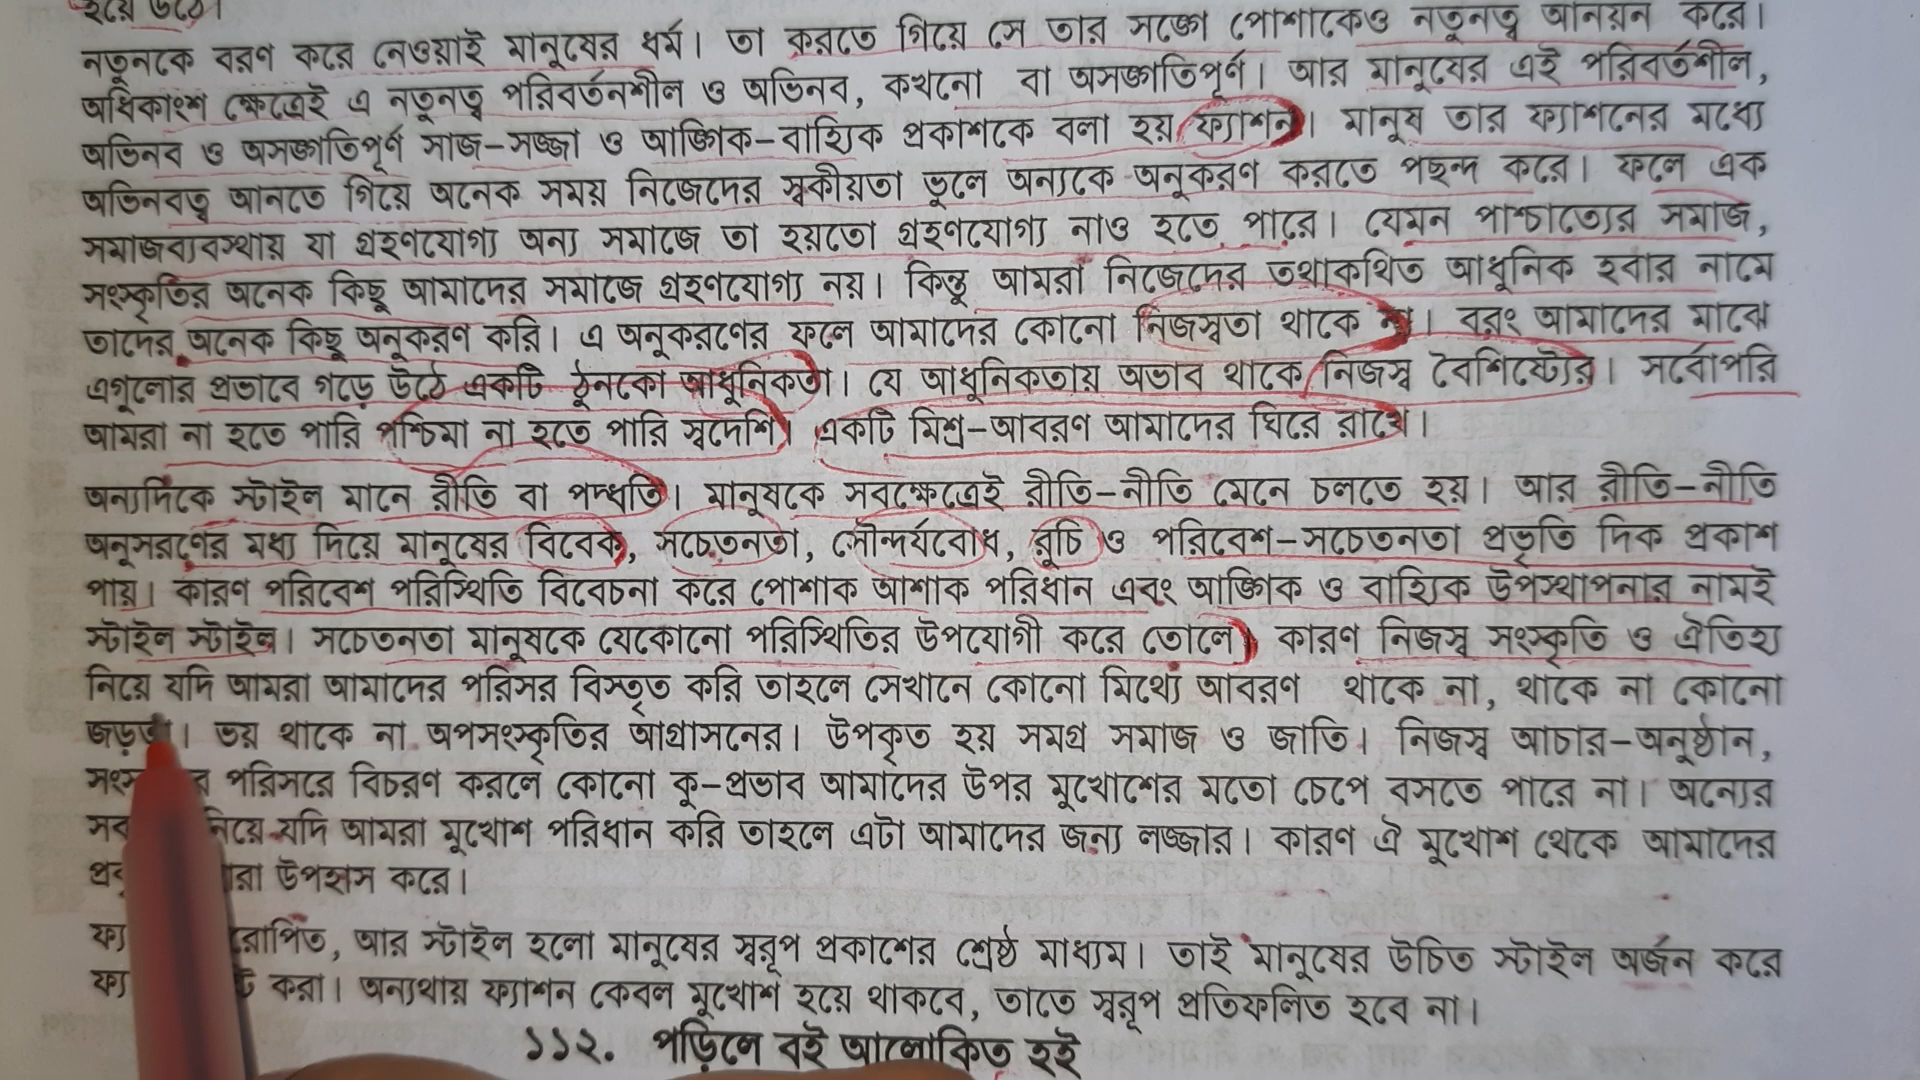 হয়ে উঠে।
নতুনকে বরণ করে নেওয়াই মানুষের ধর্ম। তা করতে গিয়ে সে তার সঙ্গে পোশাকেও নতুনত্ব আনয়ন করে।
অধিকাংশ ক্ষেত্রেই এ নতুনত্ব পরিবর্তনশীল ও অভিনব, কখনো বা অসঙ্গতিপূর্ণ। আর মানুষের এই পরিবর্তশীল,
অভিনব ও অসঙ্গতিপূর্ণ সাজ-সজ্জা ও আঙ্গিক-বাহ্যিক প্রকাশকে বলা হয় ফ্যাশন। মানুষ তার ফ্যাশনের মধ্যে
অভিনবত্ব আনতে গিয়ে অনেক সময় নিজেদের স্বকীয়তা ভুলে অন্যকে অনুকরণ করতে পছন্দ করে। ফলে এক
সমাজব্যবস্থায় যা গ্রহণযোগ্য অন্য সমাজে তা হয়তো গ্রহণযোগ্য নাও হতে পারে। যেমন পাশ্চাত্যের সমাজ,
সংস্কৃতির অনেক কিছু আমাদের সমাজে গ্রহণযোগ্য নয়। কিন্তু আমরা নিজেদের তথাকথিত আধুনিক হবার নামে
তাদের অনেক কিছু অনুকরণ করি। এ অনুকরণের ফলে আমাদের কোনো নিজস্বতা থাকে না। বরং আমাদের মাঝে
এগুলোর প্রভাবে গড়ে উঠে একটি ঠুনকো আধুনিকতা। যে আধুনিকতায় অভাব থাকে নিজস্ব বৈশিষ্ট্যের। সর্বোপরি
আমরা না হতে পারি পশ্চিমা না হতে পারি স্বদেশি। একটি মিশ্র-আবরণ আমাদের ঘিরে রাখে।
অন্যদিকে স্টাইল মানে রীতি বা পদ্ধতি। মানুষকে সবক্ষেত্রেই রীতি-নীতি মেনে চলতে হয়। আর রীতি-নীতি
অনুসরণের মধ্য দিয়ে মানুষের বিবেক, সচেতনতা, সৌন্দর্যবোধ, রুচি ও পরিবেশ-সচেতনতা প্রভৃতি দিক প্রকাশ
পায়। কারণ পরিবেশ পরিস্থিতি বিবেচনা করে পোশাক আশাক পরিধান এবং আঙ্গিক ও বাহ্যিক উপস্থাপনার নামই
স্টাইল স্টাইল। সচেতনতা মানুষকে যেকোনো পরিস্থিতির উপযোগী করে তোলে। কারণ নিজস্ব সংস্কৃতি ও ঐতিহ্য
নিয়ে যদি আমরা আমাদের পরিসর বিস্তৃত করি তাহলে সেখানে কোনো মিথ্যে আবরণ থাকে না, থাকে না কোনো
জড়তা। ভয় থাকে না অপসংস্কৃতির আগ্রাসনের। উপকৃত হয় সমগ্র সমাজ ও জাতি। নিজস্ব আচার-অনুষ্ঠান,
পরিসরে বিচরণ করলে কোনো কু-প্রভাব আমাদের উপর মুখোশের মতো চেপে বসতে পারে না। অন্যের
নিয়ে যদি আমরা মুখোশ পরিধান করি তাহলে এটা আমাদের জন্য লজ্জার। কারণ ঐ মুখোশ থেকে আমাদের
উপহাস করে।
আর স্টাইল হলো মানুষের স্বরূপ প্রকাশের শ্রেষ্ঠ মাধ্যম। তাই মানুষের উচিত স্টাইল অর্জন করে
করা। অন্যথায় ফ্যাশন কেবল মুখোশ হয়ে থাকবে, তাতে স্বরূপ প্রতিফলিত হবে না।
১১২. পড়িলে বই আলোকিত হই